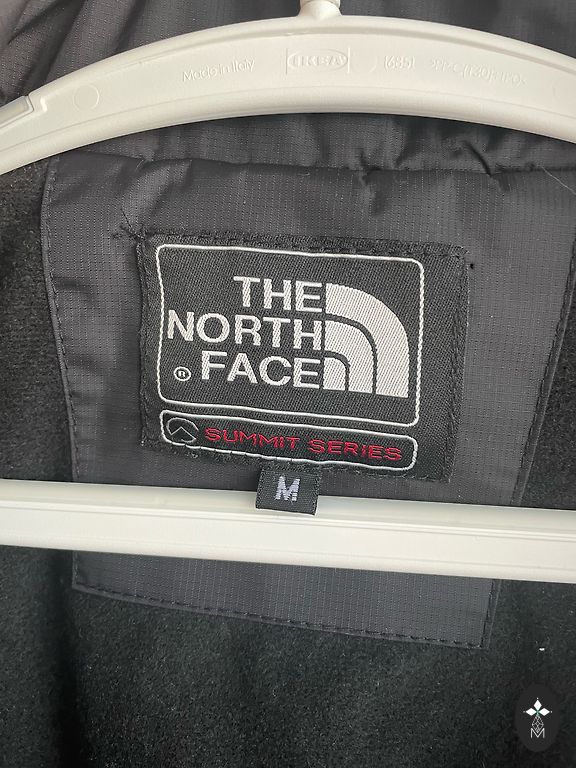 Made in Italy IKEA
THE
NORTH
® FACE
SUMMIT SERIES
M
M